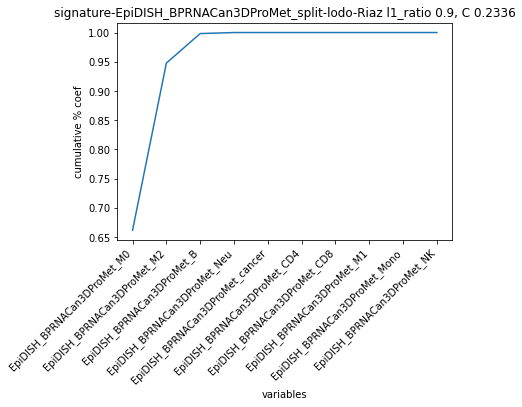 signature-EpiDISH_BPRNACan3DProMet_split-lodo-Riaz l1_ratio 0.9, C 0.2336
1.00
0.95
0.90
0.85
0.80
0.75
0.70
0.65
cumulative % coef
EpiDISH_BPRNACan3DProMet_M0
EpiDISH_BPRNACan3DProMet_M2
EpiDISH_BPRNACan3DProMet_B
EpiDISH_BPRNACan3DProMet_Neu
EpiDISH_BPRNACan3DProMet_cancer
EpiDISH_BPRNACan3DProMet_CD4
EpiDISH_BPRNACan3DProMet_CD8
EpiDISH_BPRNACan3DProMet_M1
EpiDISH_BPRNACan3DProMet_Mono
EpiDISH_BPRNACan3DProMet_NK
variables